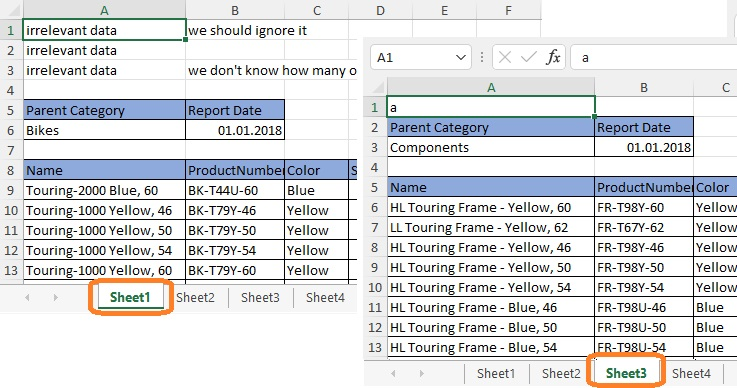 A B C D E F
1 irrelevant data we should ignore it
2 irrelevant data
3 irrelevant data we don't know how many o
4
5 Parent Category Report Date
6 Bikes 01.01.2018
7
8 Name ProductNumbe Color S
9 Touring-2000 Blue, 60 BK-T44U-60 Blue
10 Touring-1000 Yellow, 46 BK-T79Y-46 Yellow
11 Touring-1000 Yellow, 50 BK-T79Y-50 Yellow
12 Touring-1000 Yellow, 54 BK-T79Y-54 Yellow
13 Touring-1000 Yellow, 60 BK-T79Y-60 Yellow
Sheet1 Sheet2 Sheet3 Sheet4
A1 fx a
A B C
1 a
2 Parent Category Report Date
3 Components 01.01.2018
4
5 Name ProductNumbe Color
6 HL Touring Frame - Yellow, 60 FR-T98Y-60 Yellow
7 LL Touring Frame - Yellow, 62 FR-T67Y-62 Yellow
8 HL Touring Frame - Yellow, 46 FR-T98Y-46 Yellow
9 HL Touring Frame - Yellow, 50 FR-T98Y-50 Yellow
10 HL Touring Frame - Yellow, 54 FR-T98Y-54 Yellow
11 HL Touring Frame - Blue, 46 FR-T98U-46 Blue
12 HL Touring Frame - Blue, 50 FR-T98U-50 Blue
13 HL Touring Frame - Blue, 54 FR-T98U-54 Blue
Sheet1 Sheet2 Sheet3 Sheet4